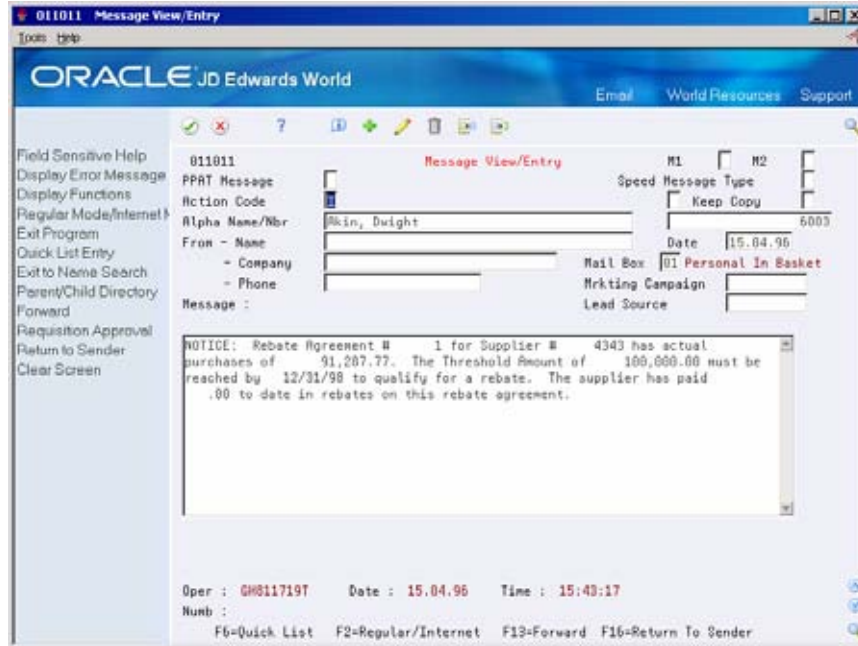 011011 Message View/Entry
Tools Help
ORACLE JD Edwards World
Email World Resources Support
Field Sensitive Help
Display Error Message
Display Functions
Regular Mode/Internet M
Exit Program
Quick List Entry
Exit to Name Search
Parent/Child Directory
Forward
Requisition Approval
Return to Sender
Clear Screen
011011 Message View/Entry M1 M2
PPAT Message Speed Message Type
Action Code I Keep Copy
Alpha Name/Nbr Akin, Dwight 6003
From - Name Date 15.04.96
- Company Mail Box 01 Personal In Basket
- Phone Mrkting Campaign
Message : Lead Source
NOTICE: Rebate Agreement # 1 for Supplier # 4343 has actual
purchases of 91,287.77. The Threshold Amount of 100,000.00 must be
reached by 12/31/98 to qualify for a rebate. The supplier has paid
.00 to date in rebates on this rebate agreement.
Oper : GH811719T Date : 15.04.96 Time : 15:43:17
Numb :
F6=Quick List F2=Regular/Internet F13=Forward F16=Return To Sender